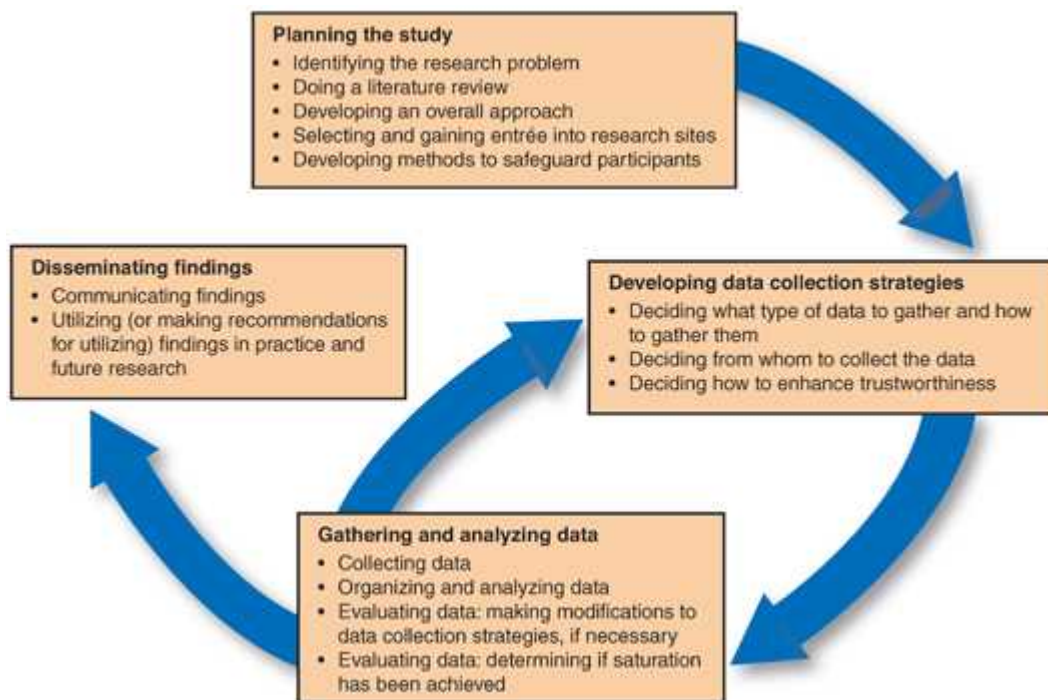 Planning the study
• Identifying the research problem
• Doing a literature review
• Developing an overall approach
• Selecting and gaining entrée into research sites
• Developing methods to safeguard participants
Disseminating findings
• Communicating findings
• Utilizing (or making recommendations
for utilizing) findings in practice and
future research
Developing data collection strategies
• Deciding what type of data to gather and how
to gather them
• Deciding from whom to collect the data
• Deciding how to enhance trustworthiness
Gathering and analyzing data
• Collecting data
• Organizing and analyzing data
• Evaluating data: making modifications to
data collection strategies, if necessary
• Evaluating data: determining if saturation
has been achieved